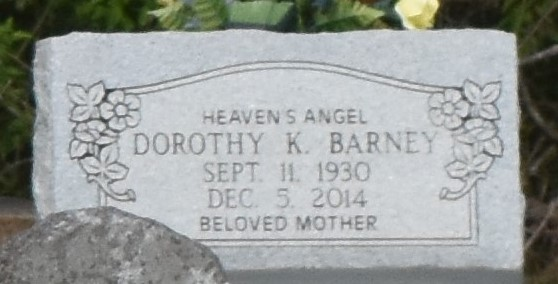 HEAVEN'S ANGEL
DOROTHY K. BARNEY
SEPT. 11, 1930
DEC. 5, 2014
BELOVED MOTHER